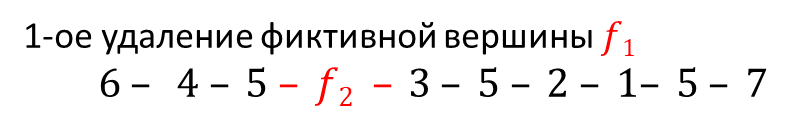 1-ое удаление фиктивной вершины f₁
6 – 4 – 5 – f₂ – 3 – 5 – 2 – 1– 5 – 7